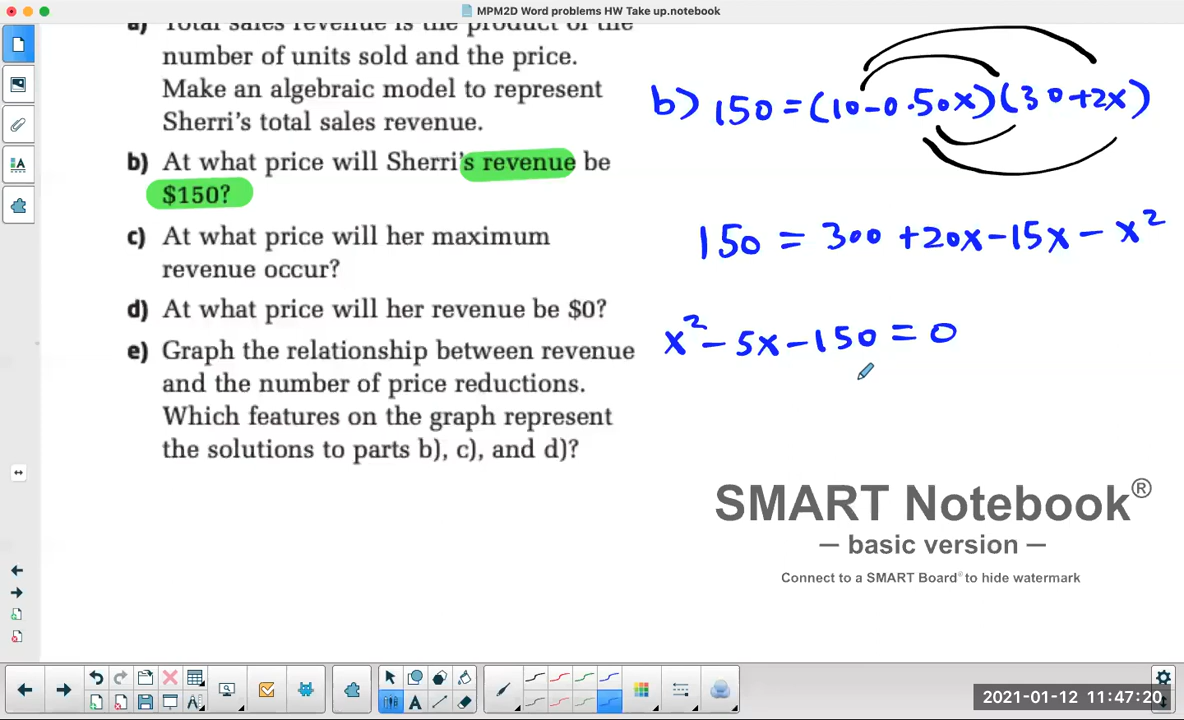 MPM2D Word problems HW Take up.notebook
a) Total sales revenue is the product of the
number of units sold and the price.
Make an algebraic model to represent
Sherri's total sales revenue.
b) At what price will Sherri's revenue be
$150?
c) At what price will her maximum
revenue occur?
d) At what price will her revenue be $0?
e) Graph the relationship between revenue
and the number of price reductions.
Which features on the graph represent
the solutions to parts b), c), and d)?
b) 150 = (10-0.50x)(30+2x)
150 = 300 +20x-15x - x²
x² - 5x - 150 = 0
SMART Notebook®
— basic version —
Connect to a SMART Board® to hide watermark
2021-01-12 11:47:20